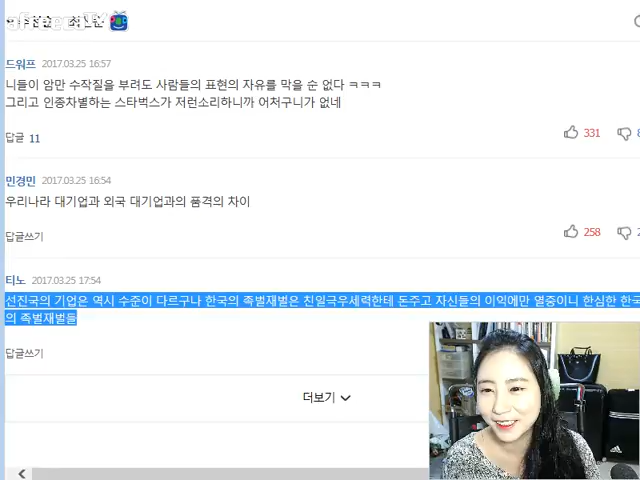 afreecaTV
드워프 2017.03.25 16:57
니들이 암만 수작질을 부려도 사람들의 표현의 자유를 막을 순 없다 ㅋㅋㅋ
그리고 인종차별하는 스타벅스가 저런소리하니까 어처구니가 없네
답글 11
331
민경민 2017.03.25 16:54
우리나라 대기업과 외국 대기업과의 품격의 차이
답글쓰기
258
티노 2017.03.25 17:54
선진국의 기업은 역시 수준이 다르구나 한국의 족벌재벌은 친일극우세력한테 돈주고 자신들의 이익에만 열중이니 한심한 한국
의 족벌재벌들
답글쓰기
더보기